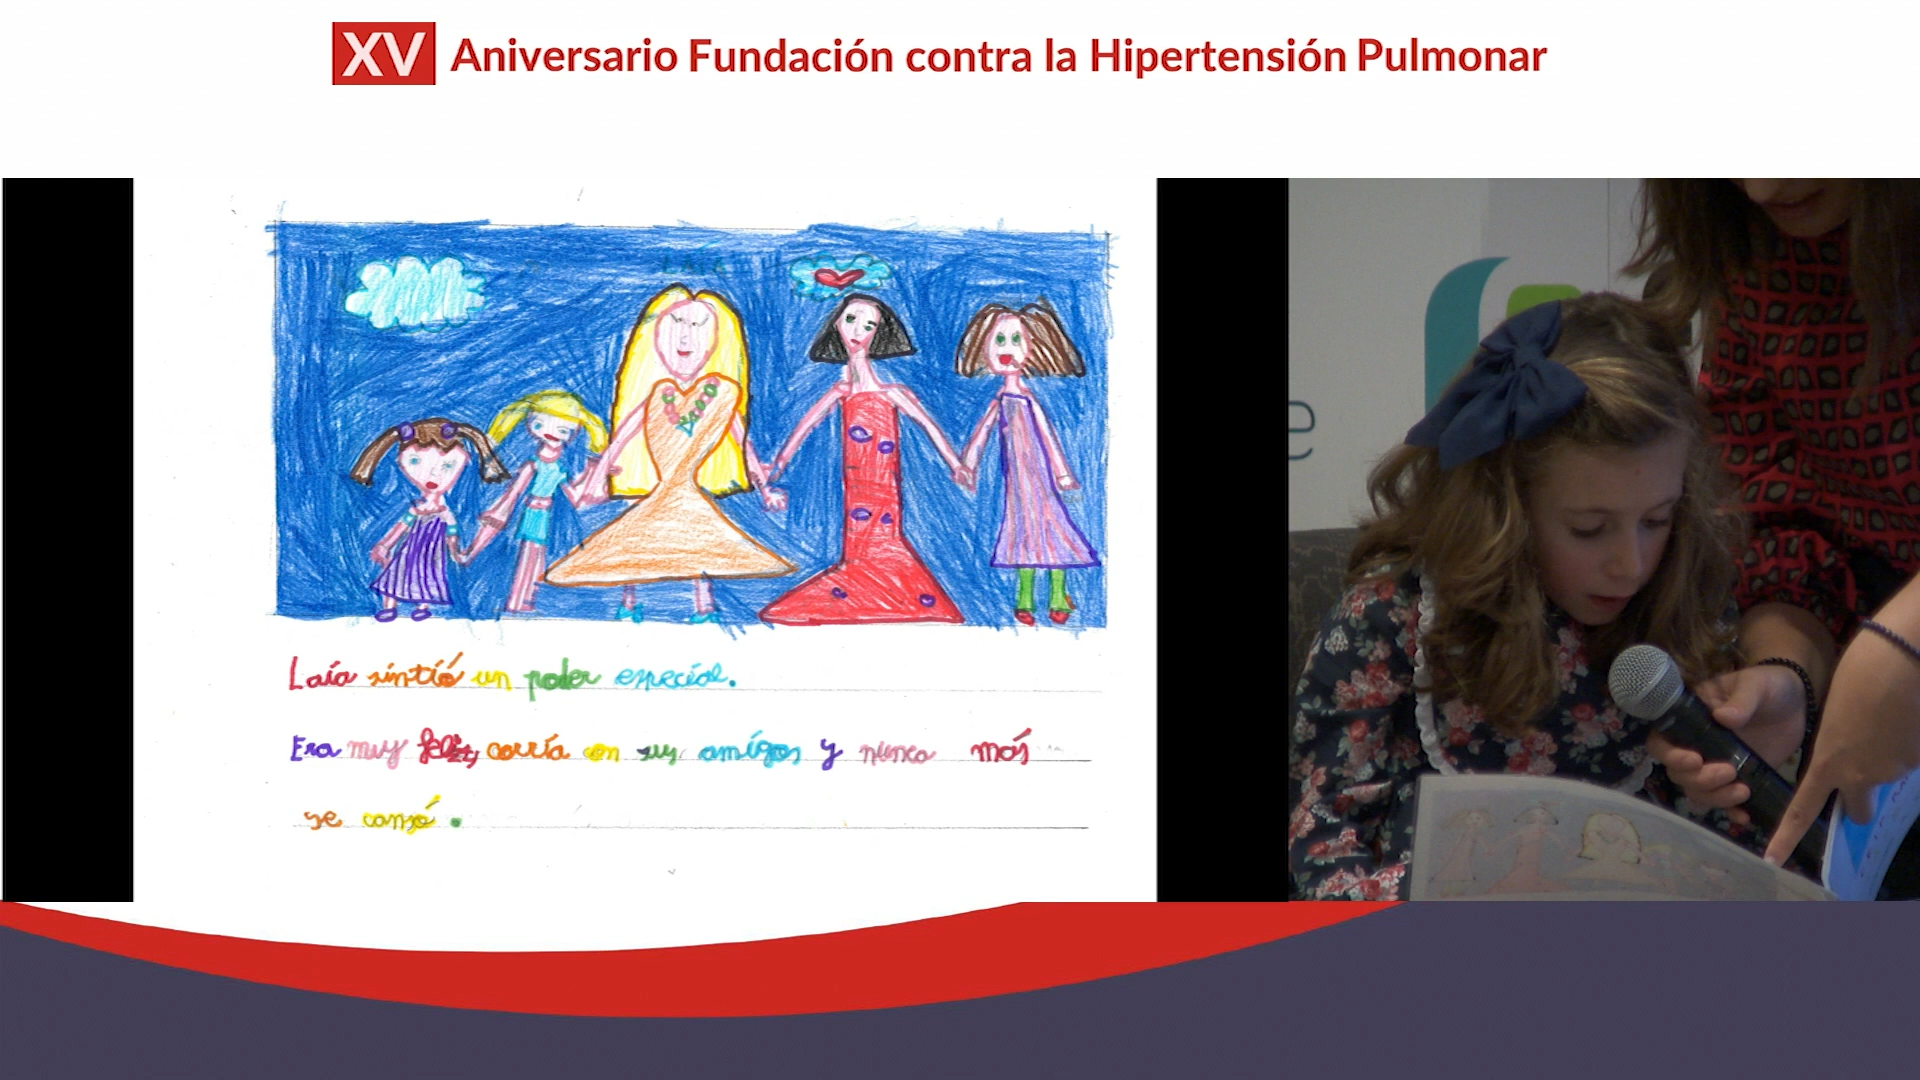 XV Aniversario Fundación contra la Hipertensión Pulmonar
Laía sintió un poder especial.
Era muy feliz, corría con sus amigos y nunca más
se cansó.
e